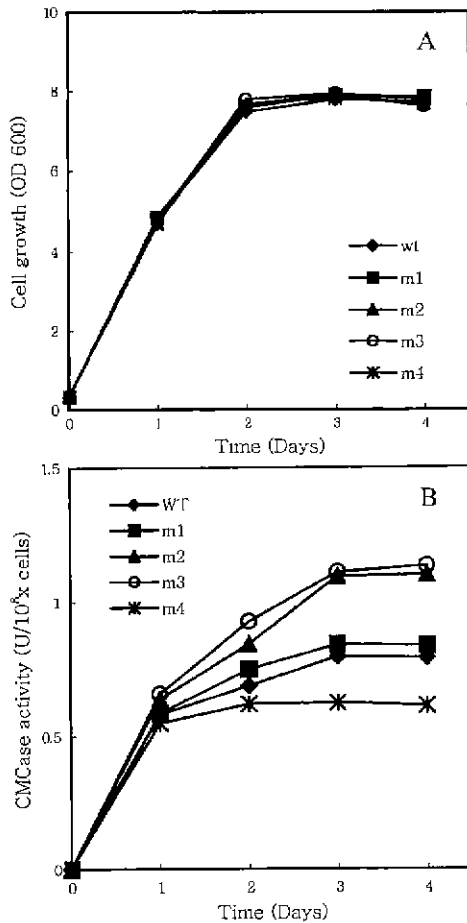 A
10
8
6
4
2
0
Cell growth (OD 600)
wt
m1
m2
m3
m4
0 1 2 3 4
Time (Days)
B
1.5
1
0.5
0
CMCase activity (U/10⁸x cells)
WT
m1
m2
m3
m4
0 1 2 3 4
Time (Days)